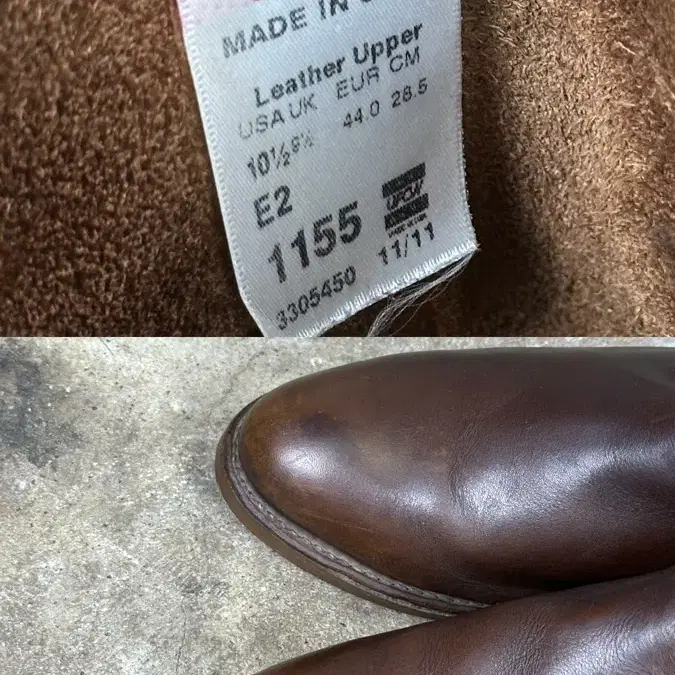 MADE IN
Leather Upper
USA UK EUR CM
10½ 9½ 44.0 28.5
E2
1155
11/11
3305450